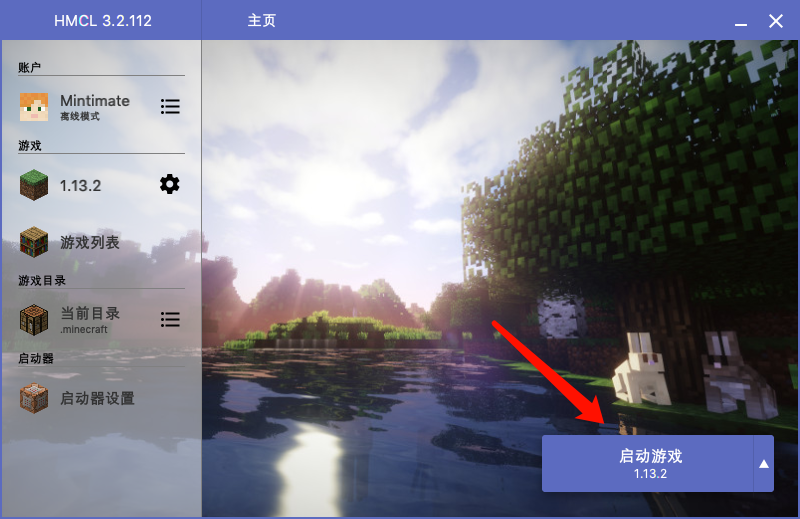 HMCL 3.2.112
主页
账户
Mintimate
离线模式
游戏
1.13.2
游戏列表
游戏目录
当前目录
.minecraft
启动器
启动器设置
启动游戏
1.13.2